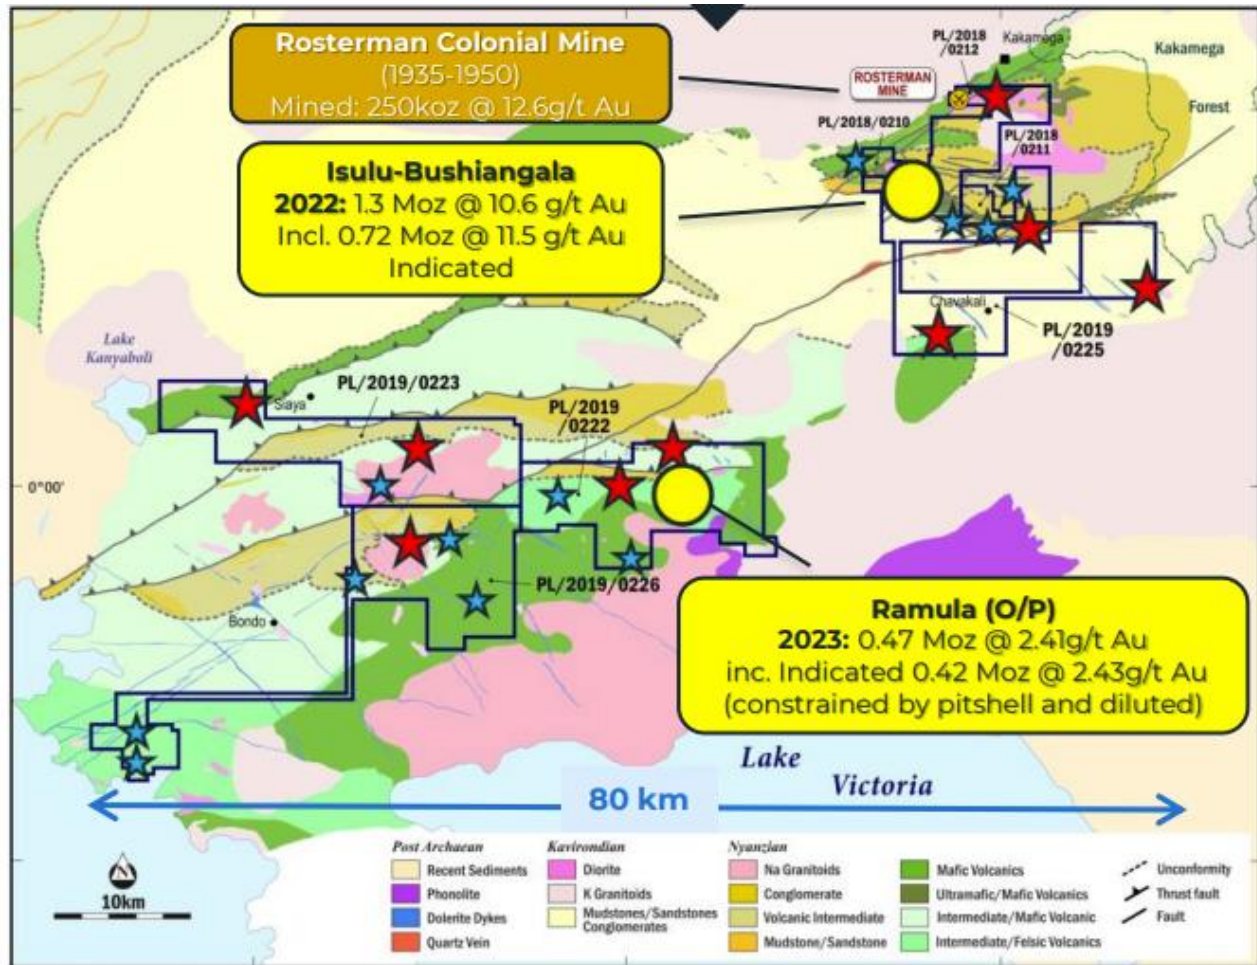 Rosterman Colonial Mine
(1935-1950)
Mined: 250koz @ 12.6g/t Au
PL/2018
/0212
Kakamega
Kakamega
Forest
ROSTERMAN
MINE
PL/2018/0210
PL/2018
/0211
Isulu-Bushiangala
2022: 1.3 Moz @ 10.6 g/t Au
Incl. 0.72 Moz @ 11.5 g/t Au
Indicated
Chavakali
PL/2019
/0225
Lake
Kanyaboli
Siaya
PL/2019/0223
PL/2019
/0222
0°00'
PL/2019/0226
Bondo
Ramula (O/P)
2023: 0.47 Moz @ 2.41g/t Au
inc. Indicated 0.42 Moz @ 2.43g/t Au
(constrained by pitshell and diluted)
Lake
Victoria
80 km
10km
Post Archaean
Recent Sediments
Phonolite
Dolerite Dykes
Quartz Vein
Kavirondian
Diorite
K Granitoids
Mudstones/Sandstones
Conglomerates
Nyanzian
Na Granitoids
Conglomerate
Volcanic Intermediate
Mudstone/Sandstone
Mafic Volcanics
Ultramafic/Mafic Volcanics
Intermediate/Mafic Volcanic
Intermediate/Felsic Volcanics
Unconformity
Thrust fault
Fault